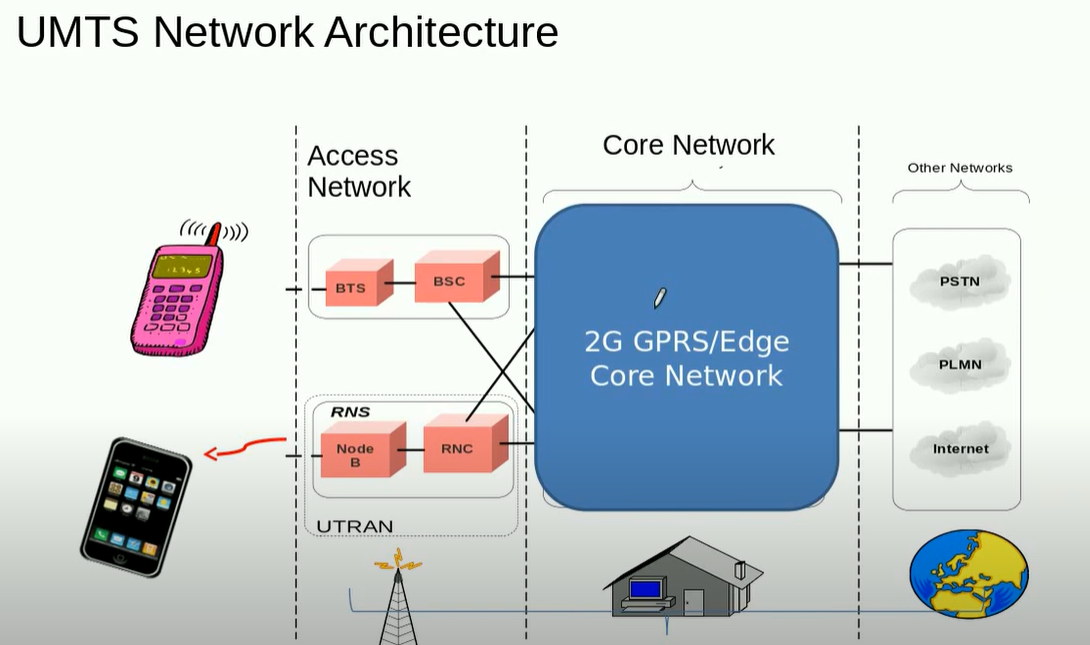 UMTS Network Architecture
Access
Network
Core Network
Other Networks
BTS
BSC
2G GPRS/Edge
Core Network
PSTN
PLMN
Internet
RNS
Node
B
RNC
UTRAN